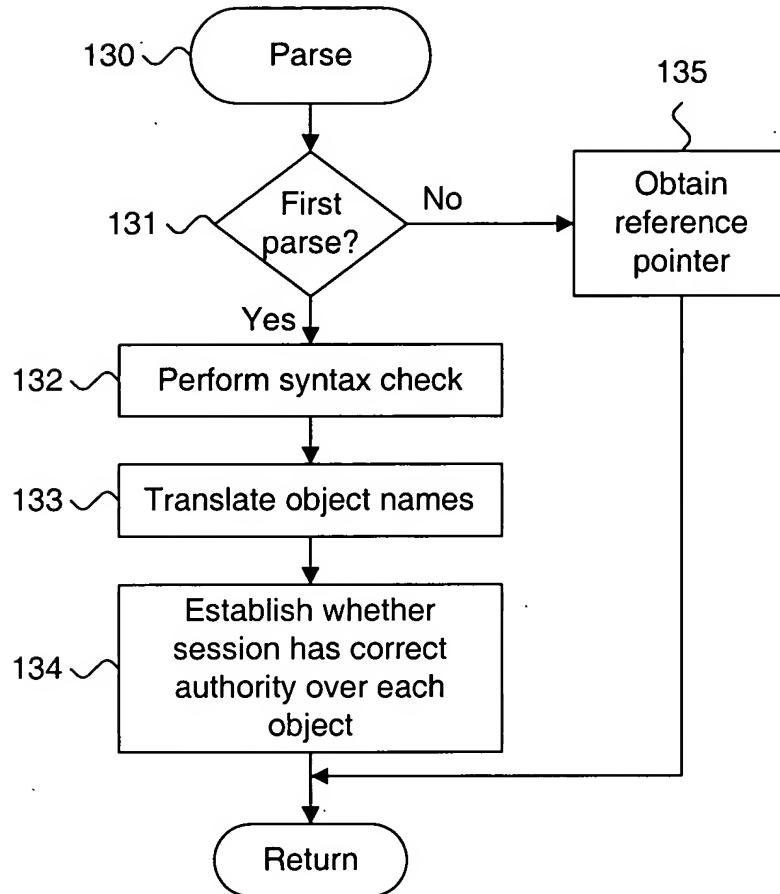 130
Parse
135
131
First
parse?
No
Obtain
reference
pointer
Yes
132
Perform syntax check
133
Translate object names
134
Establish whether
session has correct
authority over each
object
Return